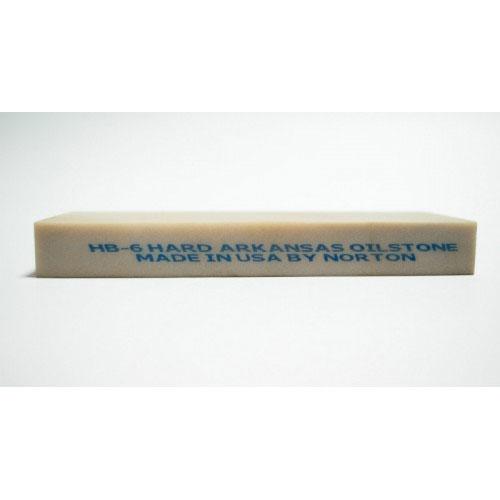 HB-6 HARD ARKANSAS OILSTONE
MADE IN USA BY NORTON